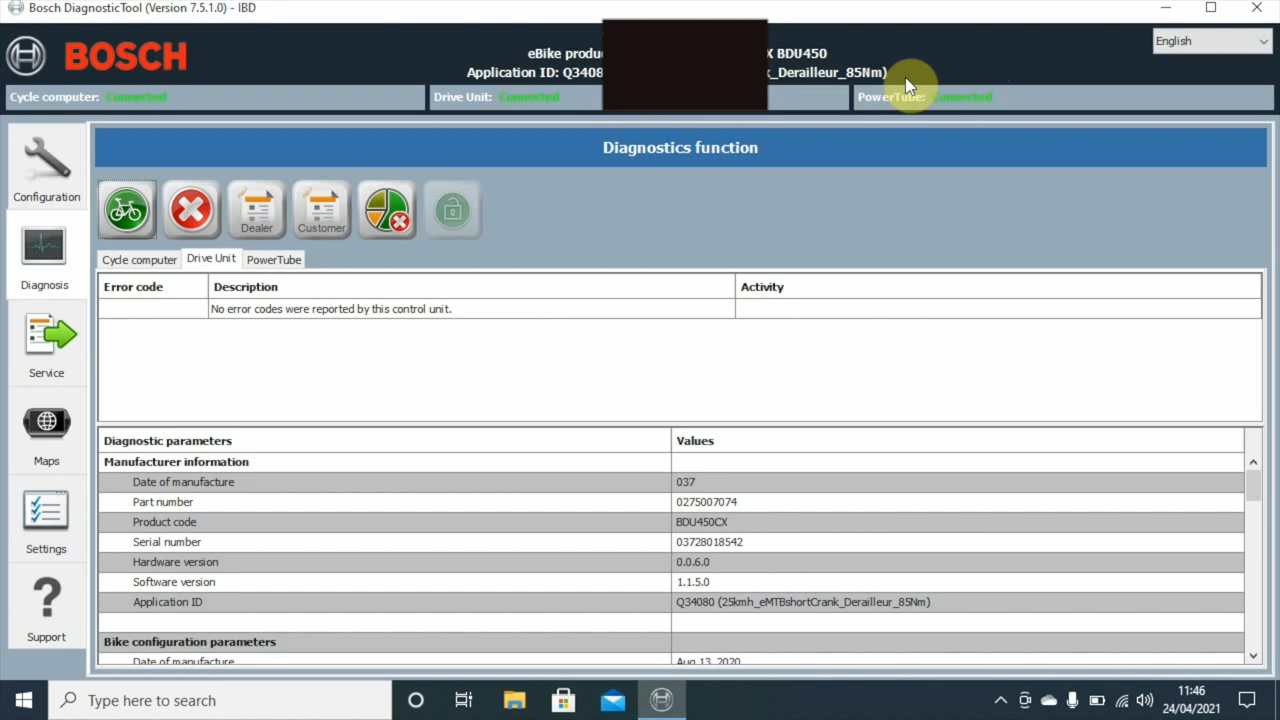 Bosch DiagnosticTool (Version 7.5.1.0) - IBD
BOSCH
eBike produ X BDU450
Application ID: Q3408 k_Derailleur_85Nm)
English
Cycle computer: Connected
Drive Unit: Connected
PowerTube: Connected
Configuration
Diagnosis
Service
Maps
Settings
Support
Diagnostics function
Dealer
Customer
Cycle computer Drive Unit PowerTube
Error code Description Activity
No error codes were reported by this control unit.
Diagnostic parameters Values
Manufacturer information
Date of manufacture 037
Part number 0275007074
Product code BDU450CX
Serial number 03728018542
Hardware version 0.0.6.0
Software version 1.1.5.0
Application ID Q34080 (25kmh_eMTBshortCrank_Derailleur_85Nm)
Bike configuration parameters
Date of manufacture Aug 13, 2020
Type here to search
11:46
24/04/2021